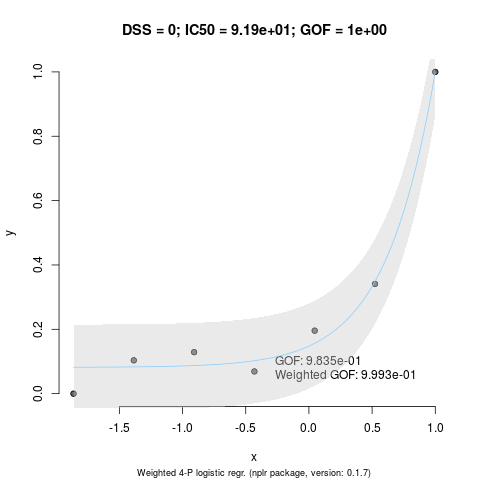 DSS = 0; IC50 = 9.19e+01; GOF = 1e+00
1.0
0.8
0.6
y
0.4
0.2
GOF: 9.835e-01
Weighted GOF: 9.993e-01
0.0
-1.5 -1.0 -0.5 0.0 0.5 1.0
x
Weighted 4-P logistic regr. (nplr package, version: 0.1.7)